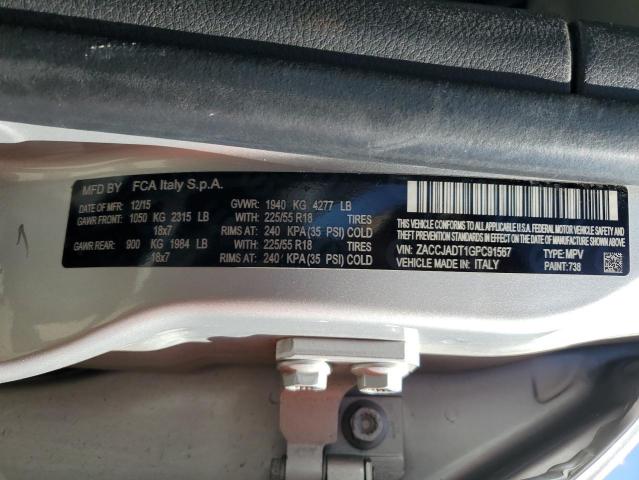 MFD BY FCA Italy S.p.A.
DATE OF MFR: 12/15 GVWR: 1940 KG 4277 LB
GAWR FRONT: 1050 KG 2315 LB WITH: 225/55 R18 TIRES
18x7 RIMS AT: 240 KPA (35 PSI) COLD
GAWR REAR: 900 KG 1984 LB WITH: 225/55 R18 TIRES
18x7 RIMS AT: 240 KPA (35 PSI) COLD
THIS VEHICLE CONFORMS TO ALL APPLICABLE U.S.A. FEDERAL MOTOR VEHICLE
SAFETY, BUMPER, AND THEFT PREVENTION STANDARDS IN EFFECT ON THE
DATE OF MANUFACTURE SHOWN ABOVE.
VIN: ZACCJADT1GPC91567 TYPE: MPV
VEHICLE MADE IN: ITALY PAINT: 738